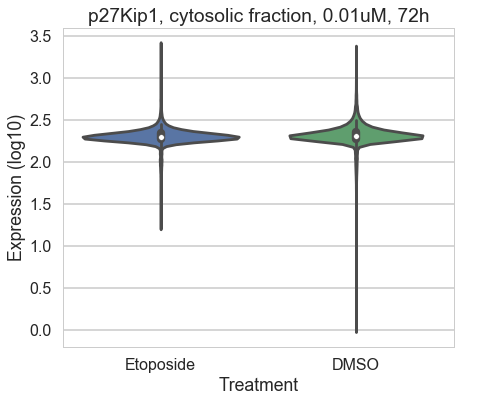 p27Kip1, cytosolic fraction, 0.01uM, 72h
Expression (log10)
3.5
3.0
2.5
2.0
1.5
1.0
0.5
0.0
Etoposide
DMSO
Treatment